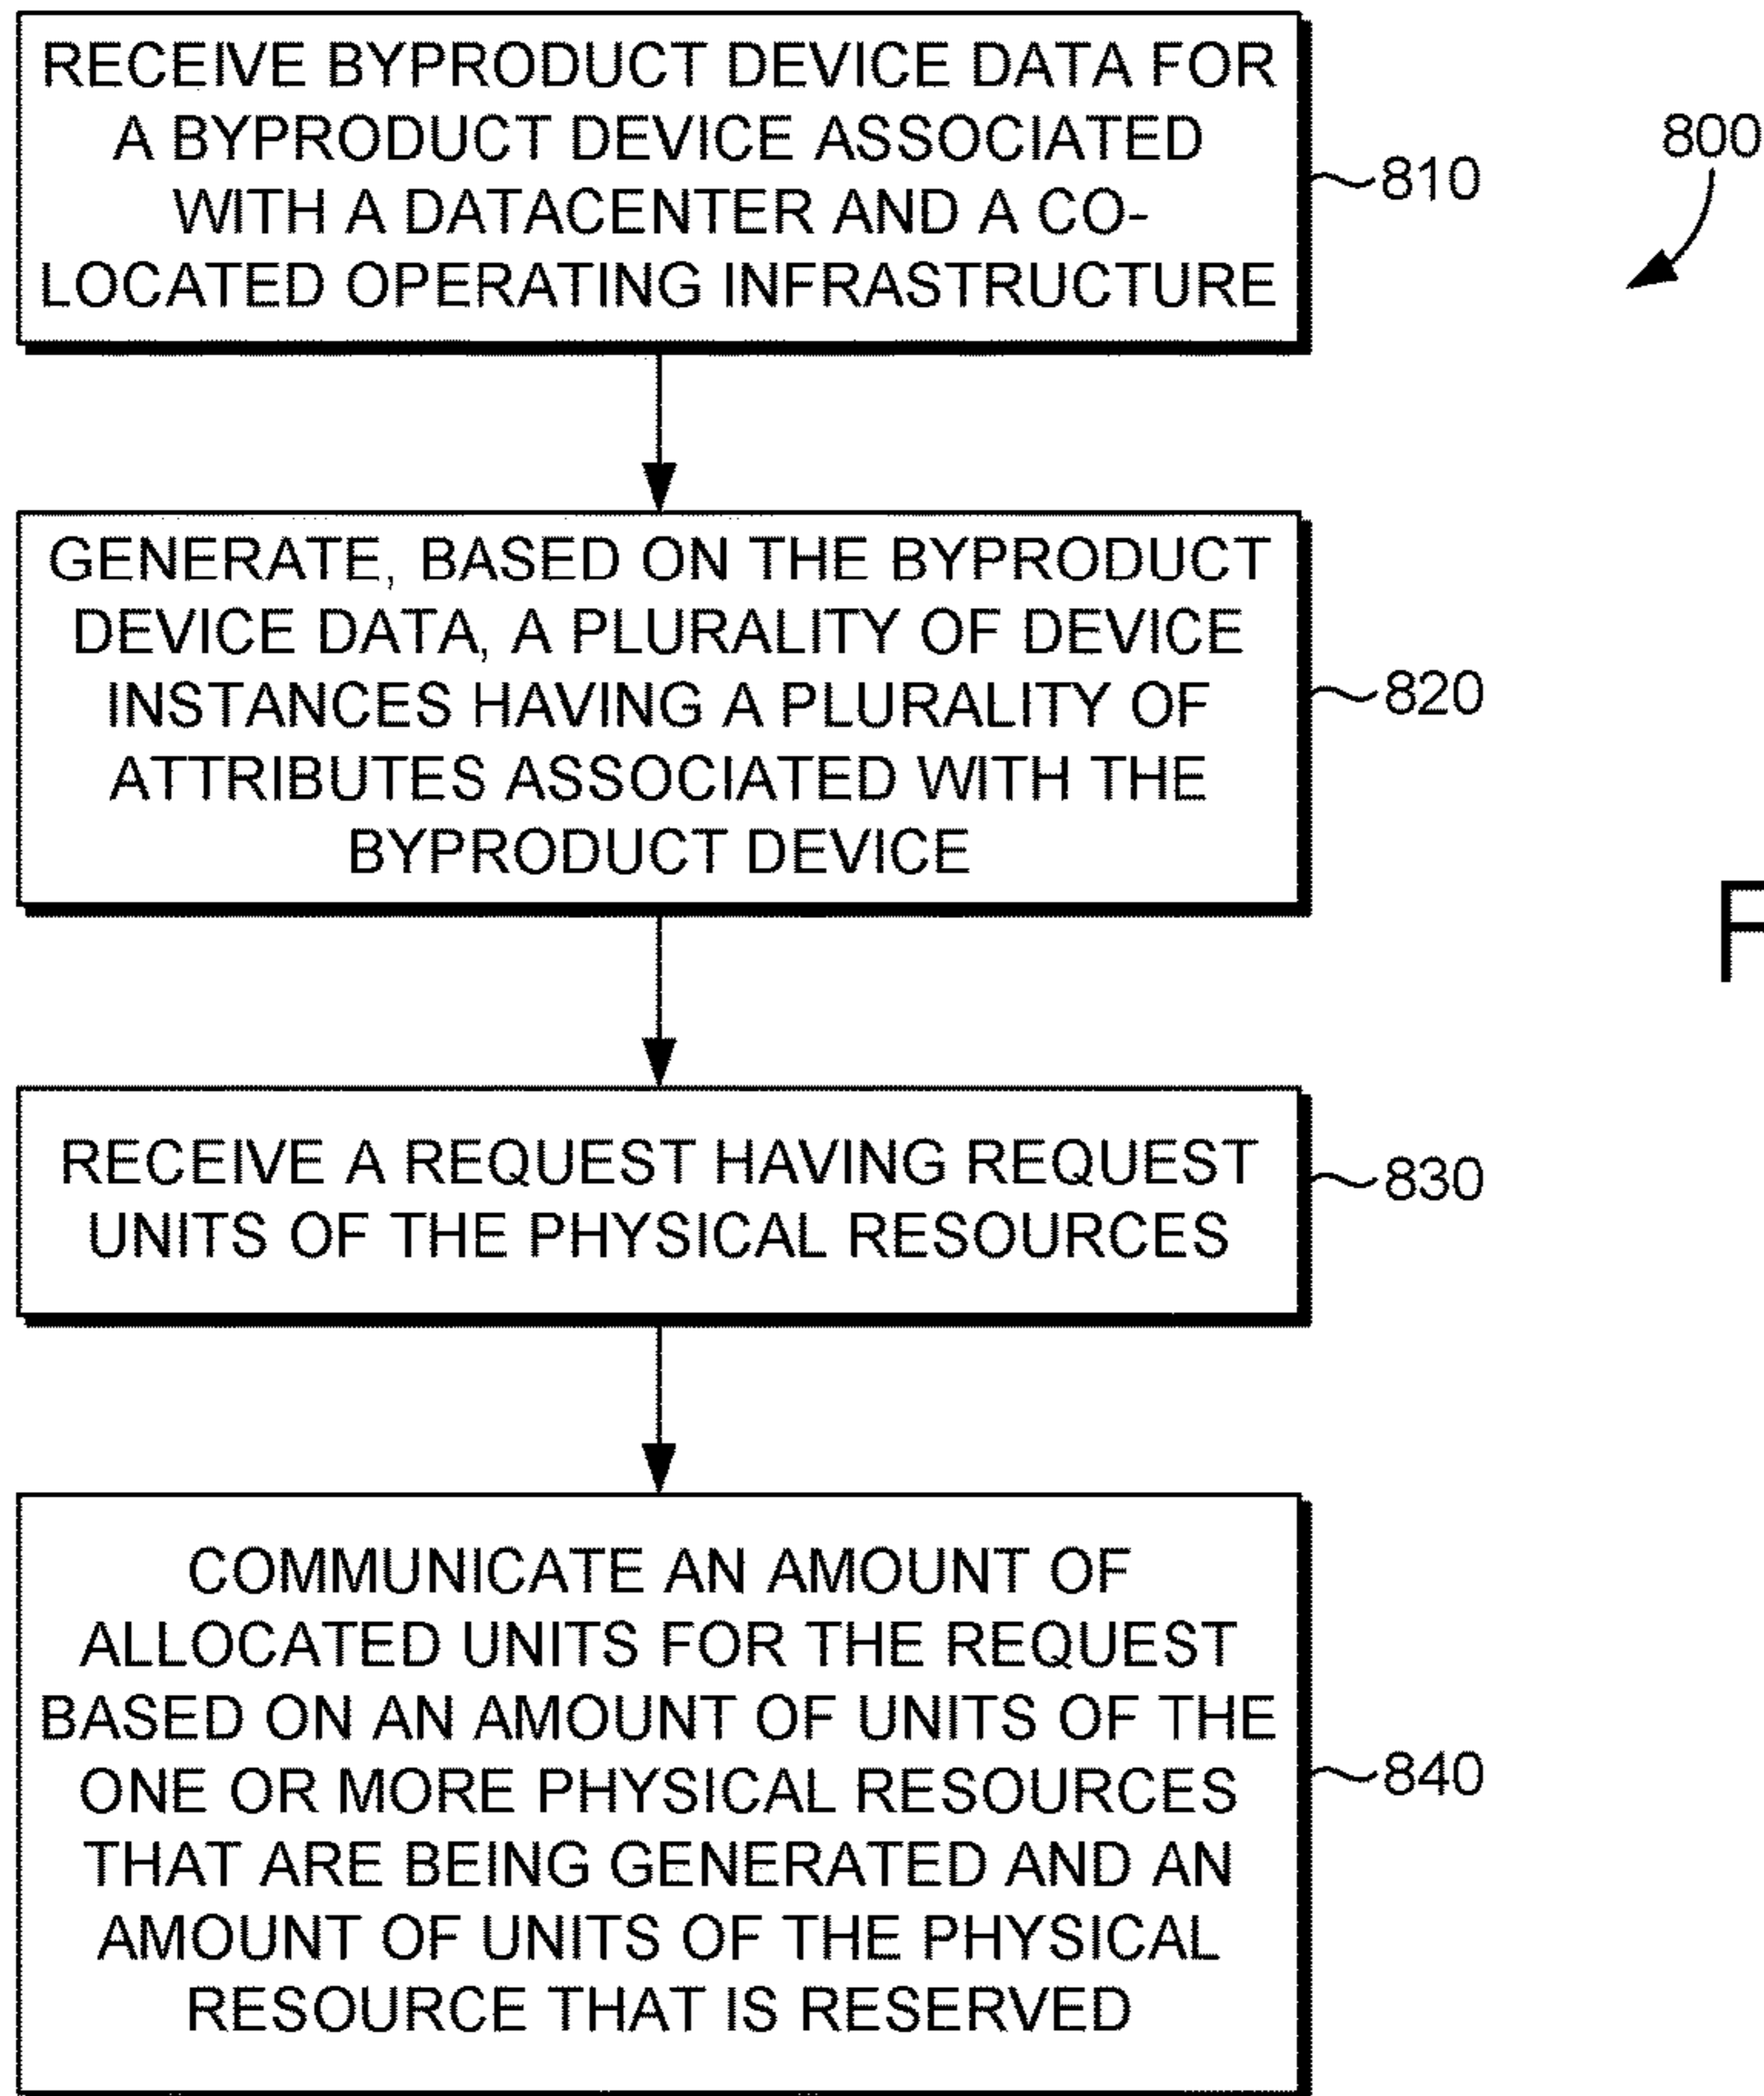 RECEIVE BYPRODUCT DEVICE DATA FOR
A BYPRODUCT DEVICE ASSOCIATED
WITH A DATACENTER AND A CO-
LOCATED OPERATING INFRASTRUCTURE
810
800
GENERATE, BASED ON THE BYPRODUCT
DEVICE DATA, A PLURALITY OF DEVICE
INSTANCES HAVING A PLURALITY OF
ATTRIBUTES ASSOCIATED WITH THE
BYPRODUCT DEVICE
820
F
RECEIVE A REQUEST HAVING REQUEST
UNITS OF THE PHYSICAL RESOURCES
830
COMMUNICATE AN AMOUNT OF
ALLOCATED UNITS FOR THE REQUEST
BASED ON AN AMOUNT OF UNITS OF THE
ONE OR MORE PHYSICAL RESOURCES
THAT ARE BEING GENERATED AND AN
AMOUNT OF UNITS OF THE PHYSICAL
RESOURCE THAT IS RESERVED
840